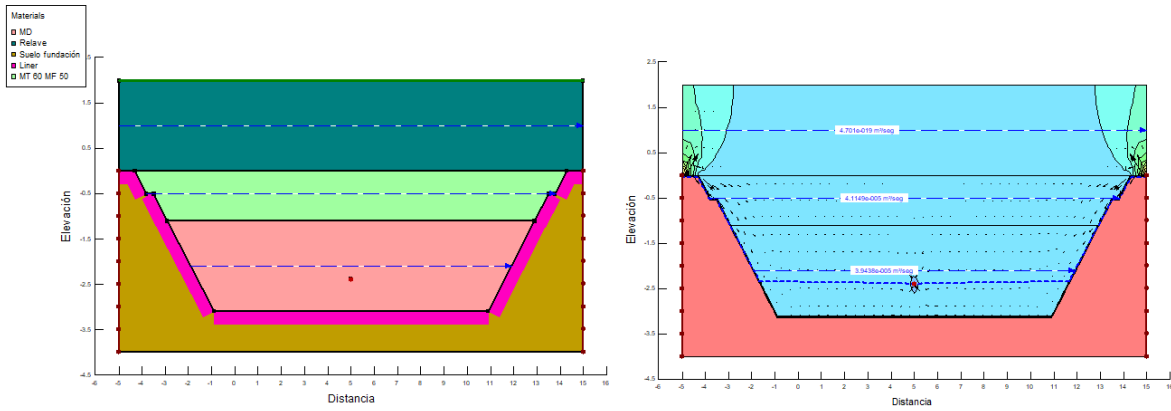 Materials
MD
Relave
Suelo fundación
Liner
MT 60 MF 50
1.5
0.5
-0.5
-1.5
-2.5
-3.5
-4.5
Elevación
-6 -5 -4 -3 -2 -1 0 1 2 3 4 5 6 7 8 9 10 11 12 13 14 15 16
Distancia
2.5
1.5
0.5
-0.5
-1.5
-2.5
-3.5
-4.5
Elevación
4.701e-019 m³/seg
4.1149e-005 m³/seg
3.9438e-005 m³/seg
-6 -5 -4 -3 -2 -1 0 1 2 3 4 5 6 7 8 9 10 11 12 13 14 15 16
Distancia